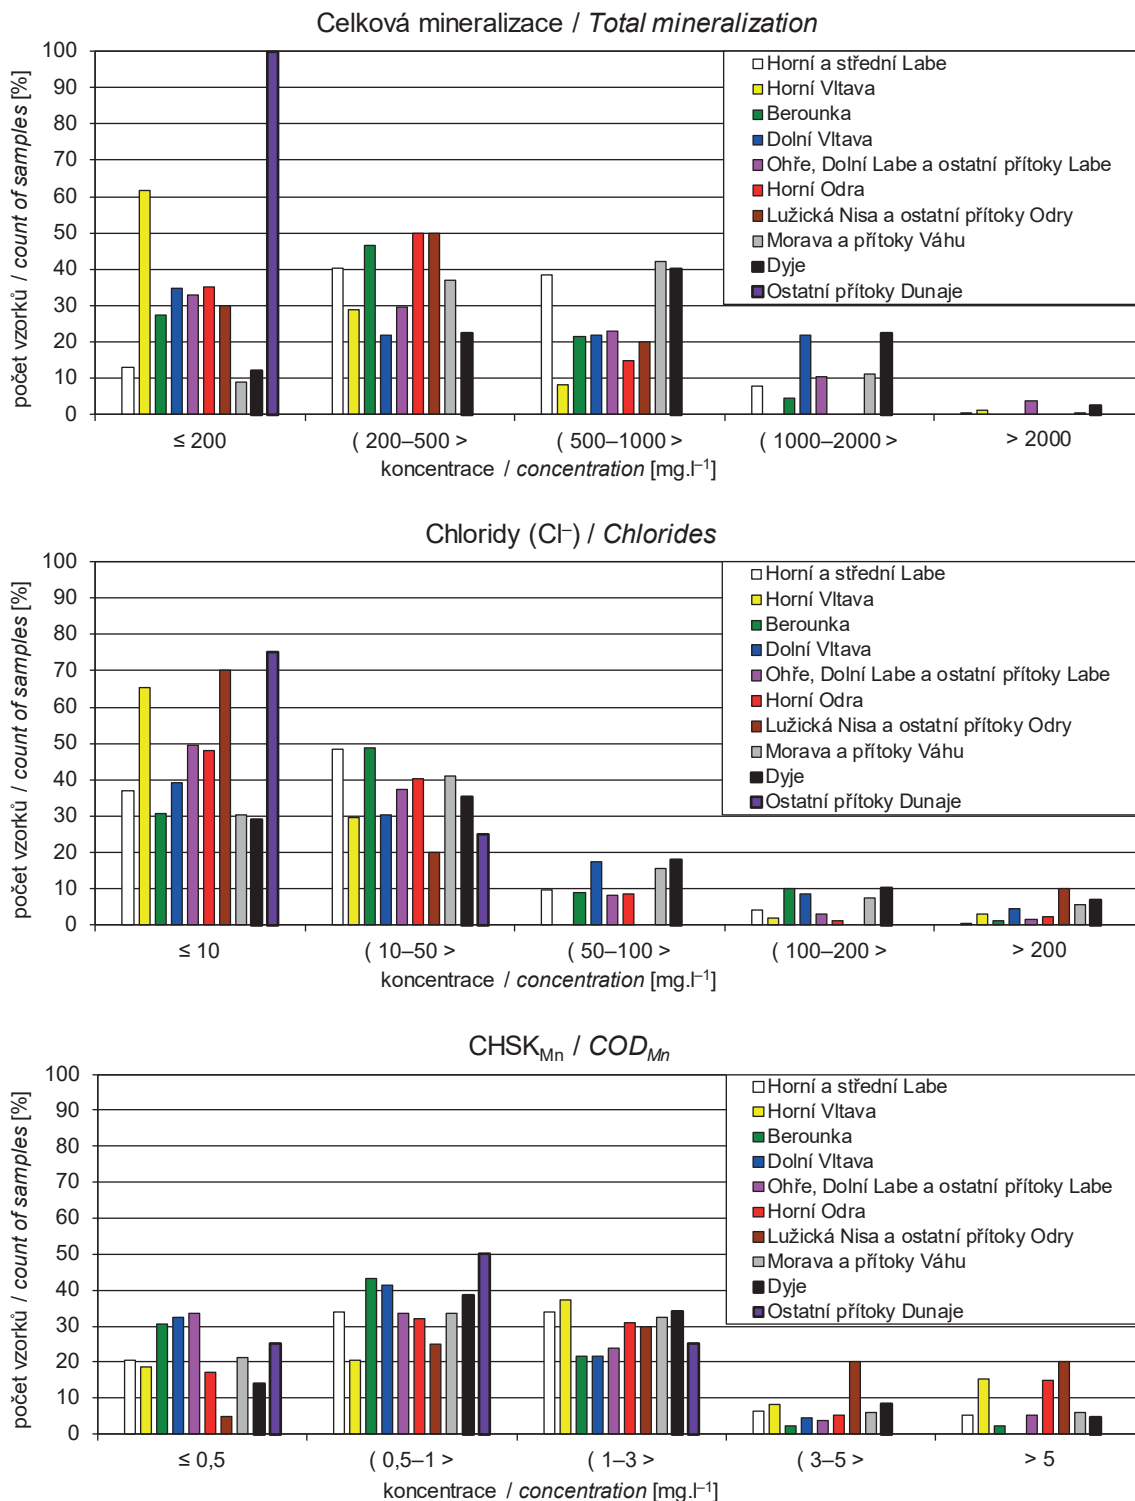 Celková mineralizace / Total mineralization
počet vzorků / count of samples [%]
100
90
80
70
60
50
40
30
20
10
0
Horní a střední Labe
Horní Vltava
Berounka
Dolní Vltava
Ohře, Dolní Labe a ostatní přítoky Labe
Horní Odra
Lužická Nisa a ostatní přítoky Odry
Morava a přítoky Váhu
Dyje
Ostatní přítoky Dunaje
≤ 200 ( 200–500 > ( 500–1000 > ( 1000–2000 > > 2000
koncentrace / concentration [mg.l⁻¹]
Chloridy (Cl⁻) / Chlorides
počet vzorků / count of samples [%]
100
90
80
70
60
50
40
30
20
10
0
Horní a střední Labe
Horní Vltava
Berounka
Dolní Vltava
Ohře, Dolní Labe a ostatní přítoky Labe
Horní Odra
Lužická Nisa a ostatní přítoky Odry
Morava a přítoky Váhu
Dyje
Ostatní přítoky Dunaje
≤ 10 ( 10–50 > ( 50–100 > ( 100–200 > > 200
koncentrace / concentration [mg.l⁻¹]
CHSK_Mn / COD_Mn
počet vzorků / count of samples [%]
100
90
80
70
60
50
40
30
20
10
0
Horní a střední Labe
Horní Vltava
Berounka
Dolní Vltava
Ohře, Dolní Labe a ostatní přítoky Labe
Horní Odra
Lužická Nisa a ostatní přítoky Odry
Morava a přítoky Váhu
Dyje
Ostatní přítoky Dunaje
≤ 0,5 ( 0,5–1 > ( 1–3 > ( 3–5 > > 5
koncentrace / concentration [mg.l⁻¹]